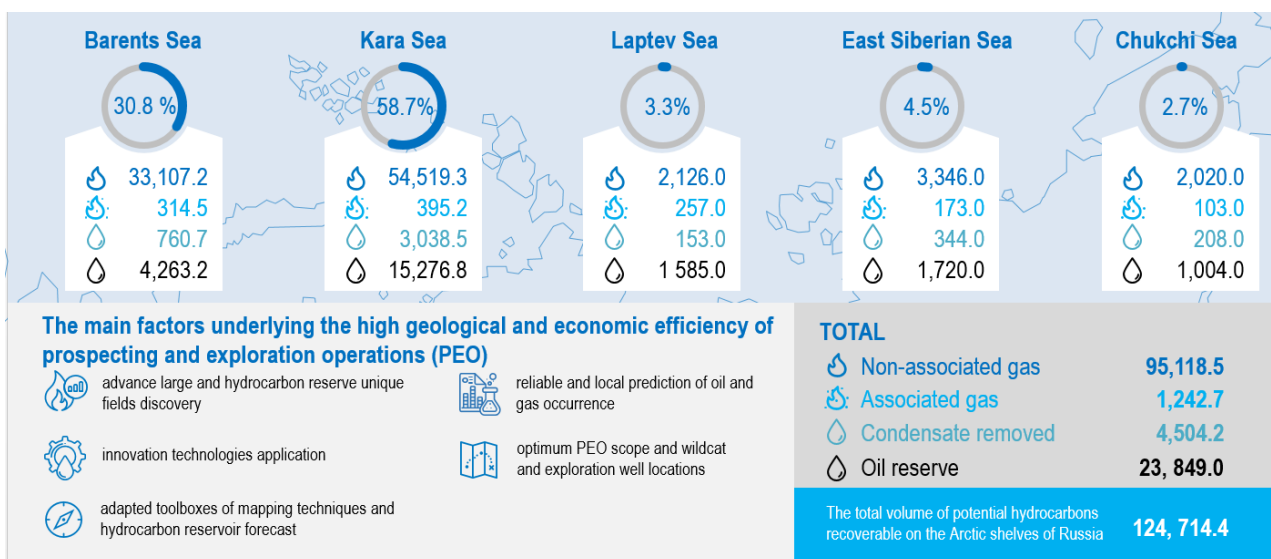 Barents Sea
30.8 %
33,107.2
314.5
760.7
4,263.2
Kara Sea
58.7%
54,519.3
395.2
3,038.5
15,276.8
Laptev Sea
3.3%
2,126.0
257.0
153.0
1 585.0
East Siberian Sea
4.5%
3,346.0
173.0
344.0
1,720.0
Chukchi Sea
2.7%
2,020.0
103.0
208.0
1,004.0
The main factors underlying the high geological and economic efficiency of
prospecting and exploration operations (PEO)
advance large and hydrocarbon reserve unique
fields discovery
innovation technologies application
adapted toolboxes of mapping techniques and
hydrocarbon reservoir forecast
reliable and local prediction of oil and
gas occurrence
optimum PEO scope and wildcat
and exploration well locations
TOTAL
Non-associated gas 95,118.5
Associated gas 1,242.7
Condensate removed 4,504.2
Oil reserve 23, 849.0
The total volume of potential hydrocarbons
recoverable on the Arctic shelves of Russia 124, 714.4